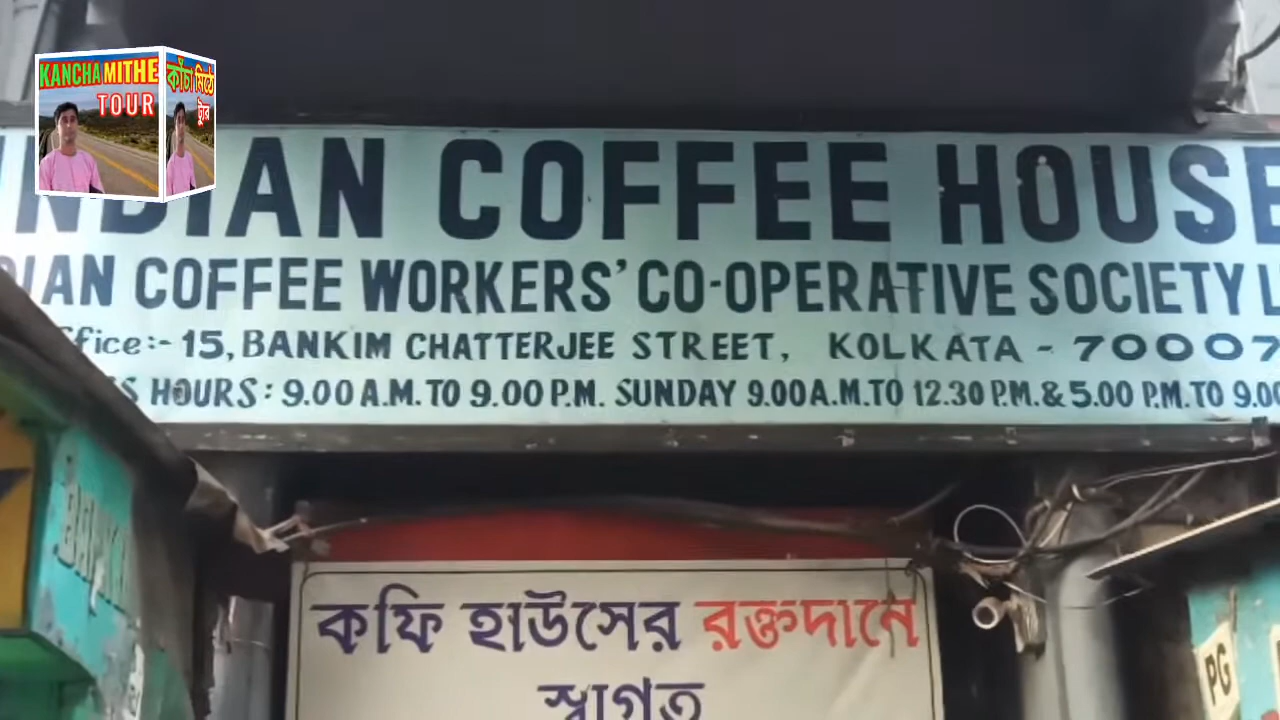 KANCHA MITHE
TOUR
কাঁচা মিঠে
ট্যুর
INDIAN COFFEE HOUSE
DIAN COFFEE WORKERS' CO-OPERATIVE SOCIETY L
fice:- 15, BANKIM CHATTERJEE STREET, KOLKATA - 70007
S HOURS: 9.00 A.M. TO 9.00 P.M. SUNDAY 9.00 A.M. TO 12.30 P.M. & 5.00 P.M. TO 9.00
কফি হাউসের রক্তদানে
স্বাগত
PG